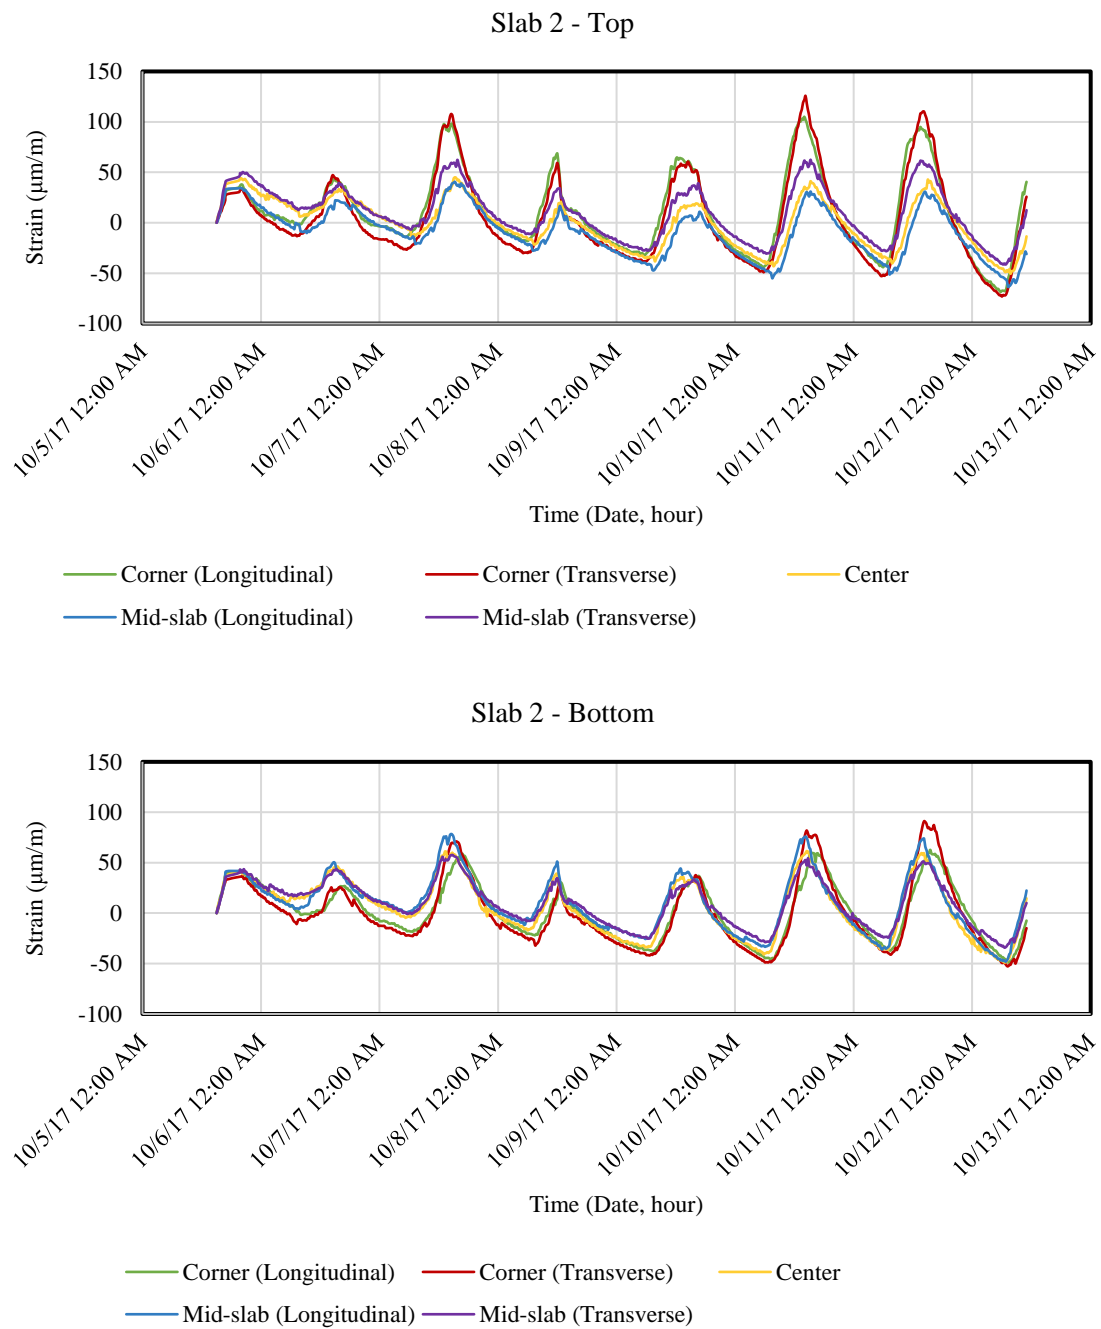 Slab 2 - Top
150
100
50
0
-50
-100
Strain (µm/m)
10/5/17 12:00 AM
10/6/17 12:00 AM
10/7/17 12:00 AM
10/8/17 12:00 AM
10/9/17 12:00 AM
10/10/17 12:00 AM
10/11/17 12:00 AM
10/12/17 12:00 AM
10/13/17 12:00 AM
Time (Date, hour)
Corner (Longitudinal)
Corner (Transverse)
Center
Mid-slab (Longitudinal)
Mid-slab (Transverse)
Slab 2 - Bottom
150
100
50
0
-50
-100
Strain (µm/m)
10/5/17 12:00 AM
10/6/17 12:00 AM
10/7/17 12:00 AM
10/8/17 12:00 AM
10/9/17 12:00 AM
10/10/17 12:00 AM
10/11/17 12:00 AM
10/12/17 12:00 AM
10/13/17 12:00 AM
Time (Date, hour)
Corner (Longitudinal)
Corner (Transverse)
Center
Mid-slab (Longitudinal)
Mid-slab (Transverse)